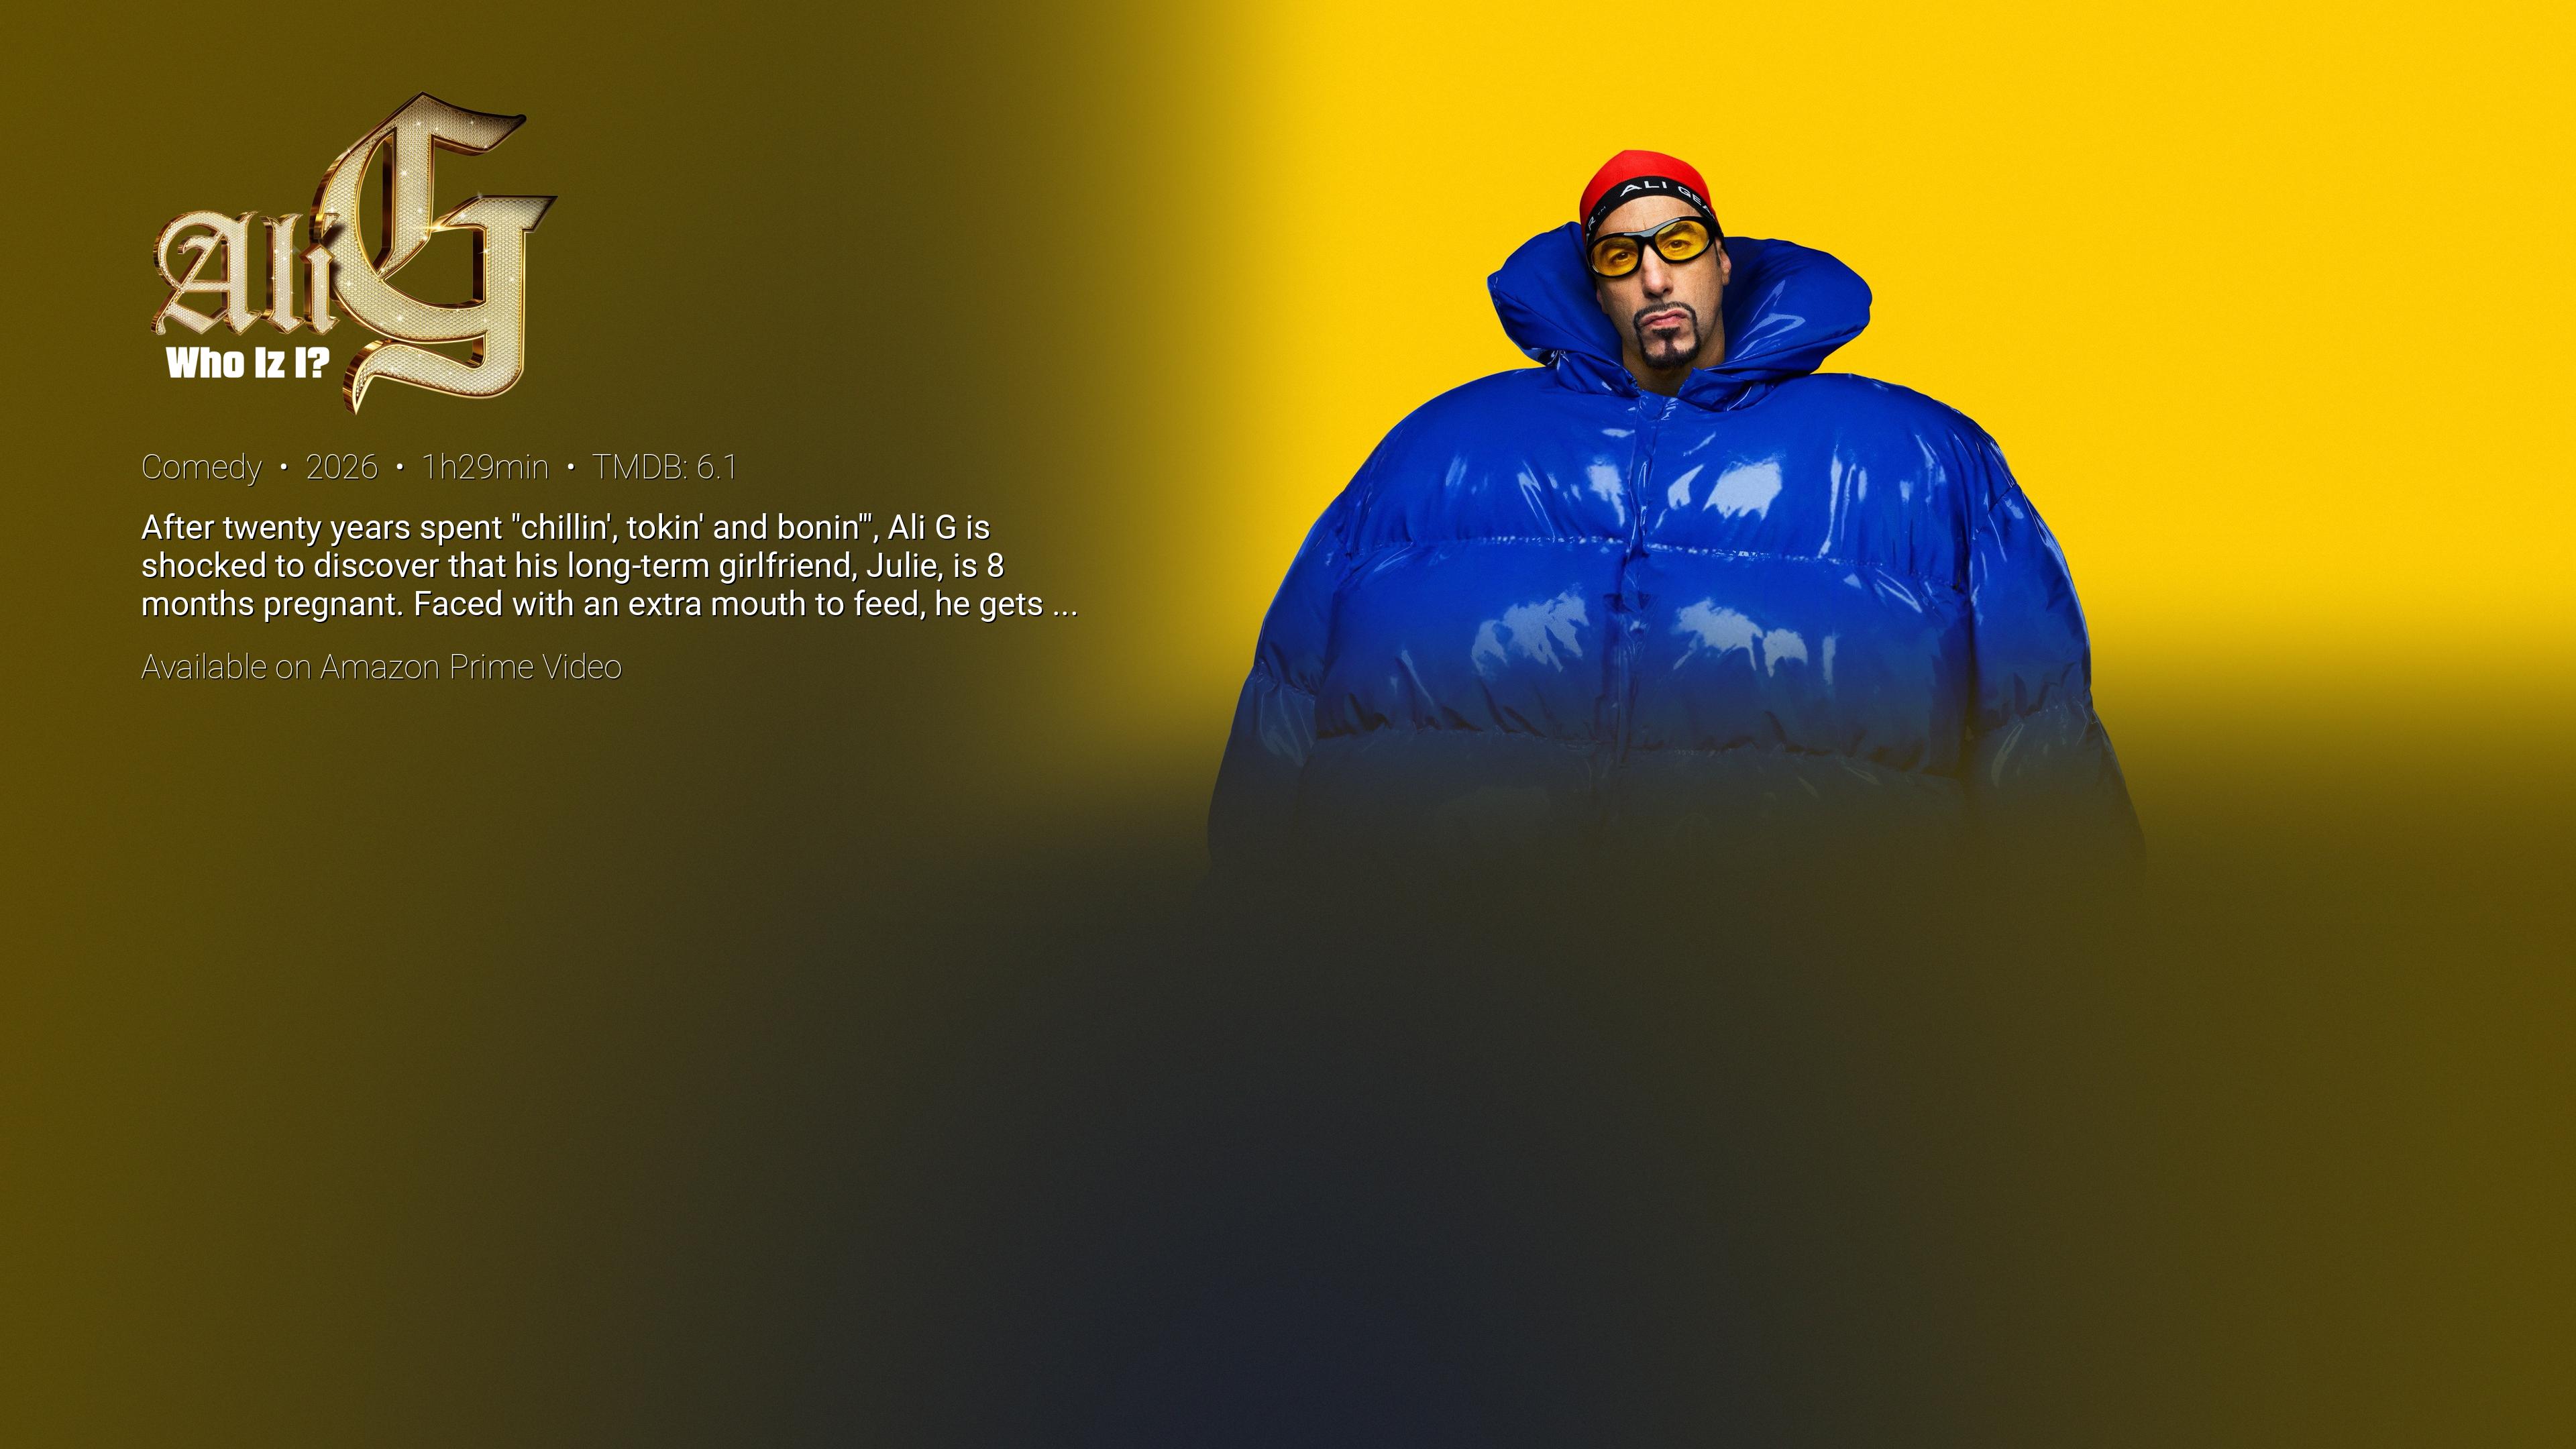 Ali G
Who Iz I?
Comedy • 2026 • 1h29min • TMDB: 6.1
After twenty years spent "chillin', tokin' and bonin'", Ali G is
shocked to discover that his long-term girlfriend, Julie, is 8
months pregnant. Faced with an extra mouth to feed, he gets ...
Available on Amazon Prime Video
ALI GEA